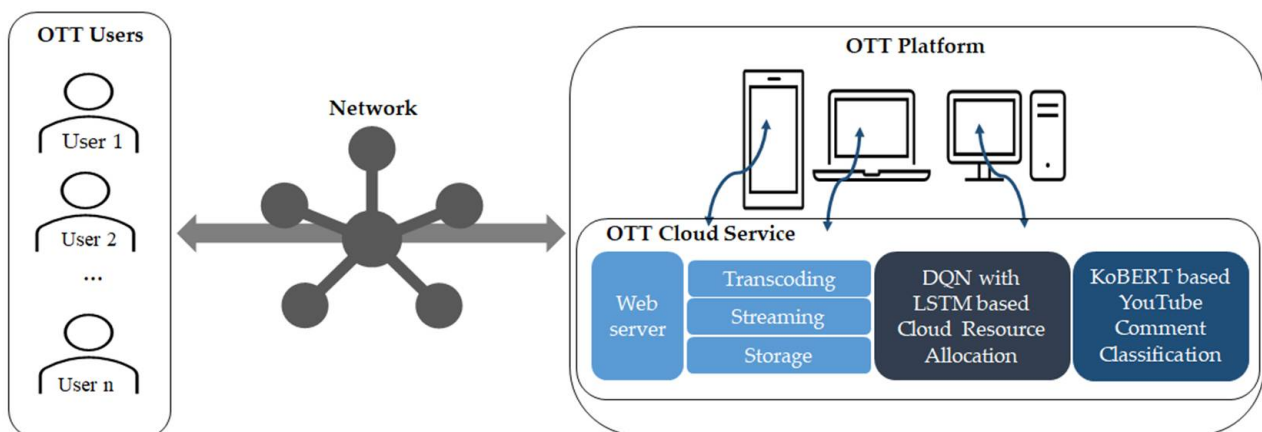 OTT Users
User 1
User 2
...
User n
Network
OTT Platform
OTT Cloud Service
Web
server
Transcoding
Streaming
Storage
DQN with
LSTM based
Cloud Resource
Allocation
KoBERT based
YouTube
Comment
Classification